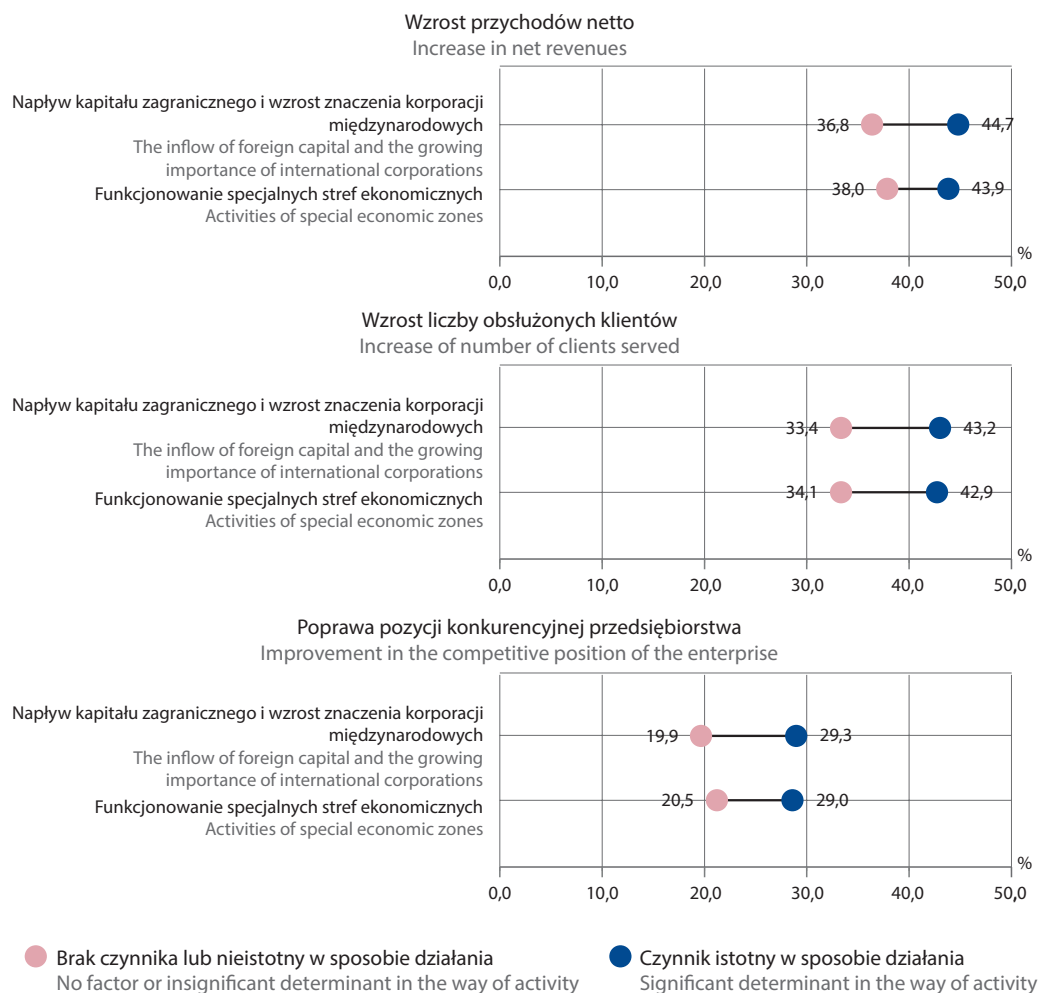 Wzrost przychodów netto
Increase in net revenues
Napływ kapitału zagranicznego i wzrost znaczenia korporacji
międzynarodowych
The inflow of foreign capital and the growing
importance of international corporations
36,8
44,7
Funkcjonowanie specjalnych stref ekonomicznych
Activities of special economic zones
38,0
43,9
%
0,0 10,0 20,0 30,0 40,0 50,0
Wzrost liczby obsłużonych klientów
Increase of number of clients served
Napływ kapitału zagranicznego i wzrost znaczenia korporacji
międzynarodowych
The inflow of foreign capital and the growing
importance of international corporations
33,4
43,2
Funkcjonowanie specjalnych stref ekonomicznych
Activities of special economic zones
34,1
42,9
%
0,0 10,0 20,0 30,0 40,0 50,0
Poprawa pozycji konkurencyjnej przedsiębiorstwa
Improvement in the competitive position of the enterprise
Napływ kapitału zagranicznego i wzrost znaczenia korporacji
międzynarodowych
The inflow of foreign capital and the growing
importance of international corporations
19,9
29,3
Funkcjonowanie specjalnych stref ekonomicznych
Activities of special economic zones
20,5
29,0
%
0,0 10,0 20,0 30,0 40,0 50,0
Brak czynnika lub nieistotny w sposobie działania
No factor or insignificant determinant in the way of activity
Czynnik istotny w sposobie działania
Significant determinant in the way of activity